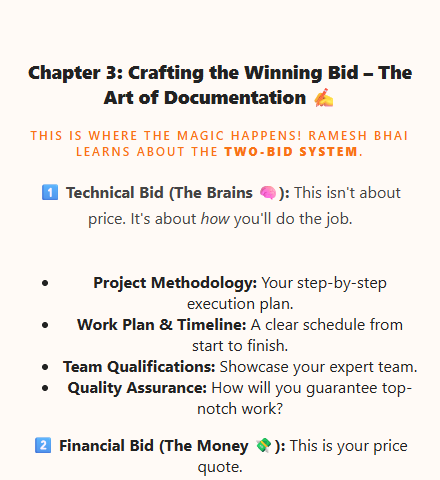 Chapter 3: Crafting the Winning Bid – The
Art of Documentation ✍️
THIS IS WHERE THE MAGIC HAPPENS! RAMESH BHAI
LEARNS ABOUT THE TWO-BID SYSTEM.
1️⃣ Technical Bid (The Brains 🧠): This isn't about
price. It's about how you'll do the job.
• Project Methodology: Your step-by-step
execution plan.
• Work Plan & Timeline: A clear schedule from
start to finish.
• Team Qualifications: Showcase your expert team.
• Quality Assurance: How will you guarantee top-
notch work?
2️⃣ Financial Bid (The Money 💸): This is your price
quote.